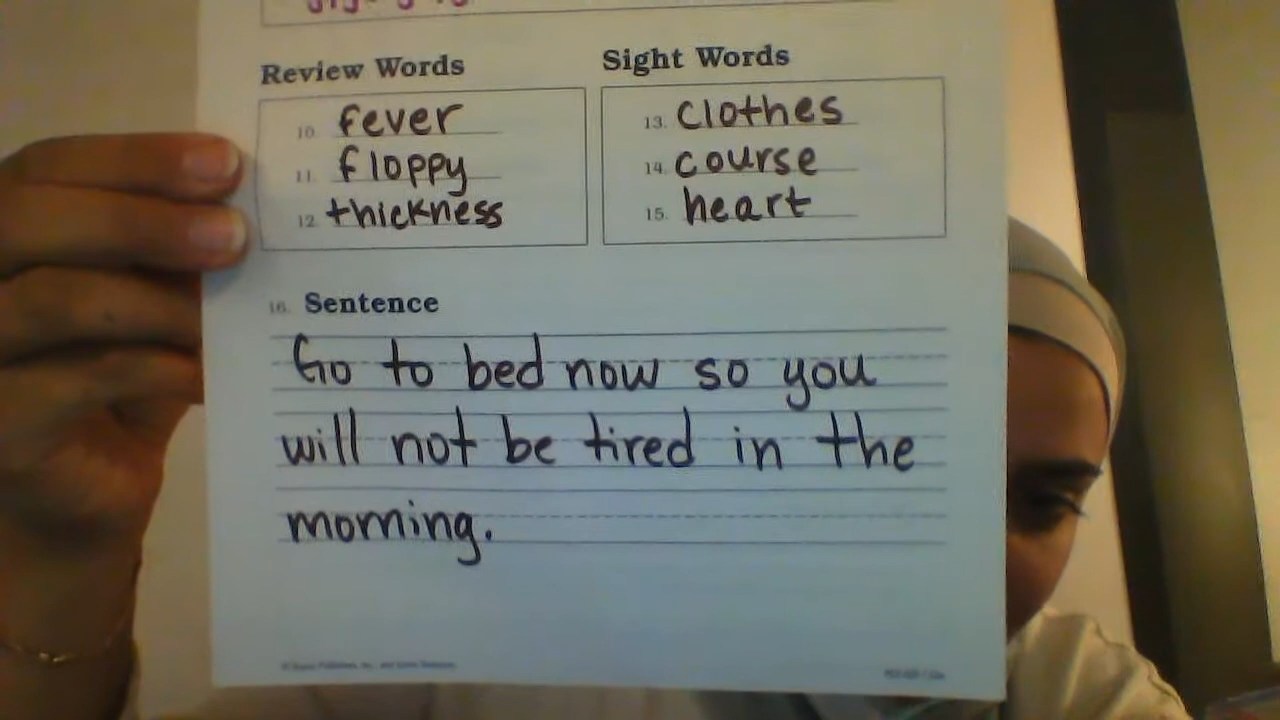 Review Words
Sight Words
10. fever
11. floppy
12. thickness
13. clothes
14. course
15. heart
16. Sentence
Go to bed now so you
will not be tired in the
morning.